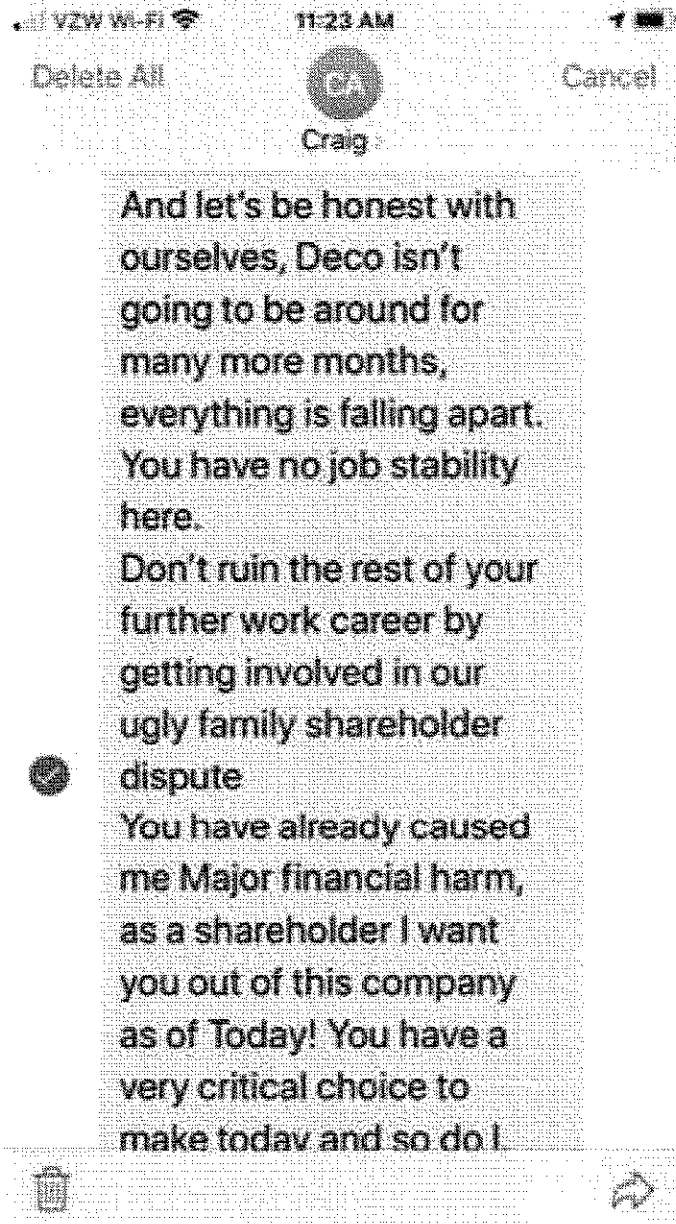 VZW Wi-Fi 11:23 AM
Delete All CA Cancel
Craig
And let's be honest with
ourselves, Deco isn't
going to be around for
many more months,
everything is falling apart.
You have no job stability
here.
Don't ruin the rest of your
further work career by
getting involved in our
ugly family shareholder
dispute
You have already caused
me Major financial harm,
as a shareholder I want
you out of this company
as of Today! You have a
very critical choice to
make today and so do I.